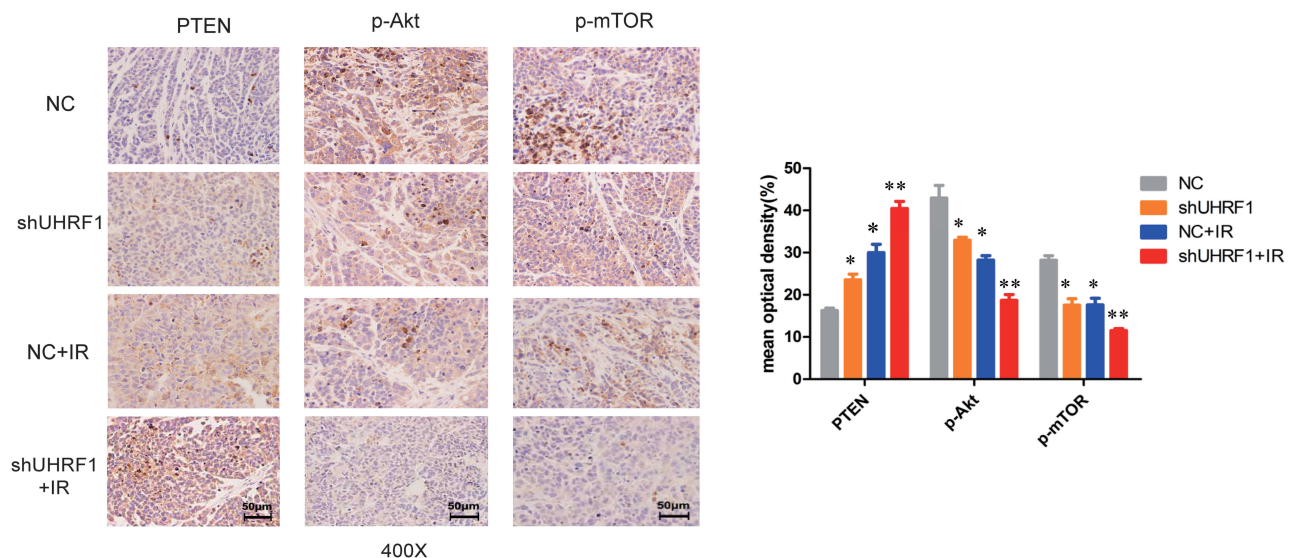 PTEN p-Akt p-mTOR
NC
shUHRF1
NC+IR
shUHRF1
+IR
50μm 50μm 50μm
400X
mean optical density(%)
50
40
30
20
10
0
* * **
* * **
* * **
PTEN p-Akt p-mTOR
NC
shUHRF1
NC+IR
shUHRF1+IR